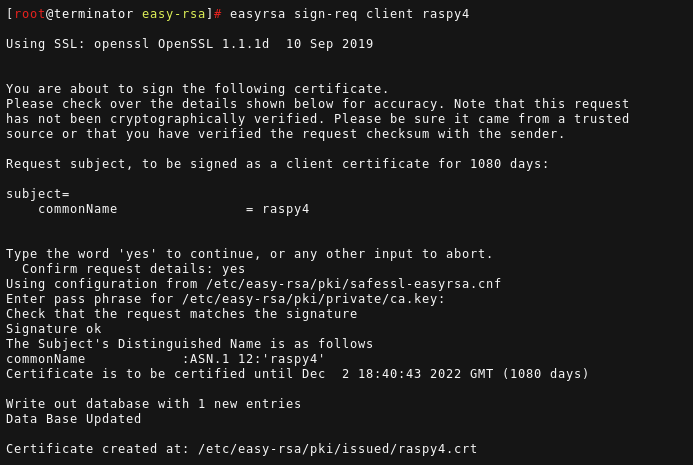 [root@terminator easy-rsa]# easyrsa sign-req client raspy4
Using SSL: openssl OpenSSL 1.1.1d  10 Sep 2019
You are about to sign the following certificate.
Please check over the details shown below for accuracy. Note that this request
has not been cryptographically verified. Please be sure it came from a trusted
source or that you have verified the request checksum with the sender.
Request subject, to be signed as a client certificate for 1080 days:
subject=
    commonName                = raspy4
Type the word 'yes' to continue, or any other input to abort.
  Confirm request details: yes
Using configuration from /etc/easy-rsa/pki/safessl-easyrsa.cnf
Enter pass phrase for /etc/easy-rsa/pki/private/ca.key:
Check that the request matches the signature
Signature ok
The Subject's Distinguished Name is as follows
commonName            :ASN.1 12:'raspy4'
Certificate is to be certified until Dec  2 18:40:43 2022 GMT (1080 days)
Write out database with 1 new entries
Data Base Updated
Certificate created at: /etc/easy-rsa/pki/issued/raspy4.crt